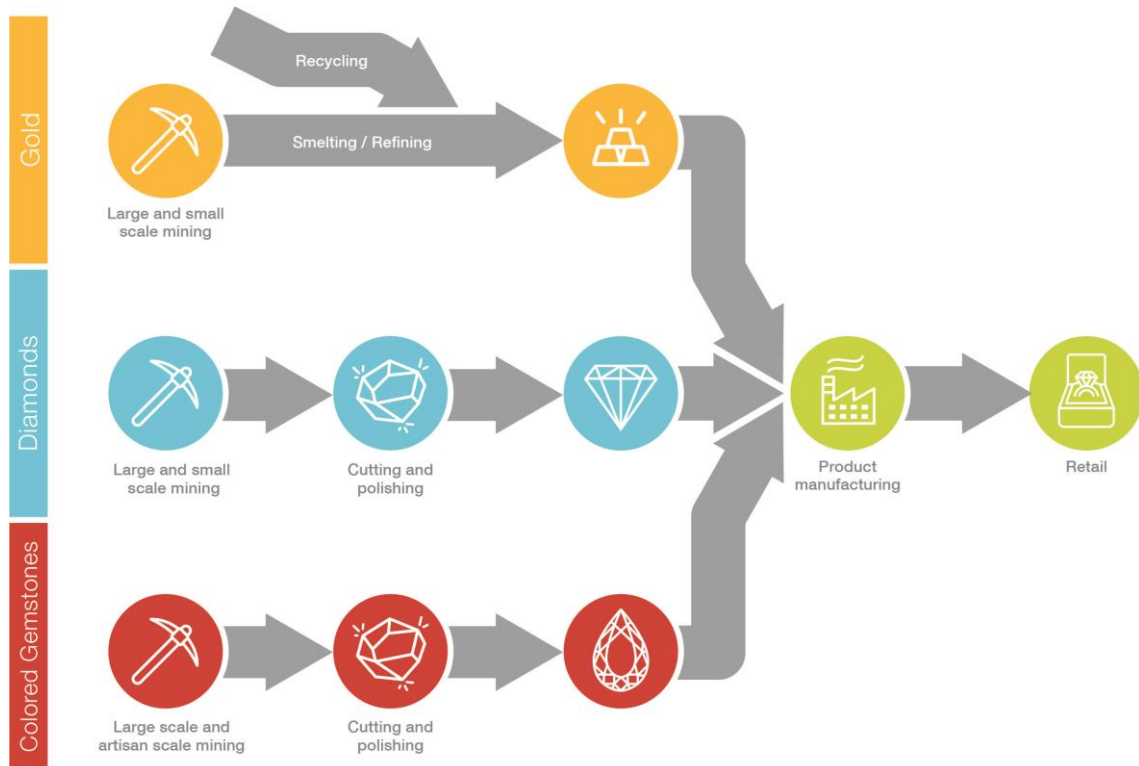 Gold
Recycling
Smelting / Refining
Large and small
scale mining
Diamonds
Large and small
scale mining
Cutting and
polishing
Product
manufacturing
Retail
Colored Gemstones
Large scale and
artisan scale mining
Cutting and
polishing